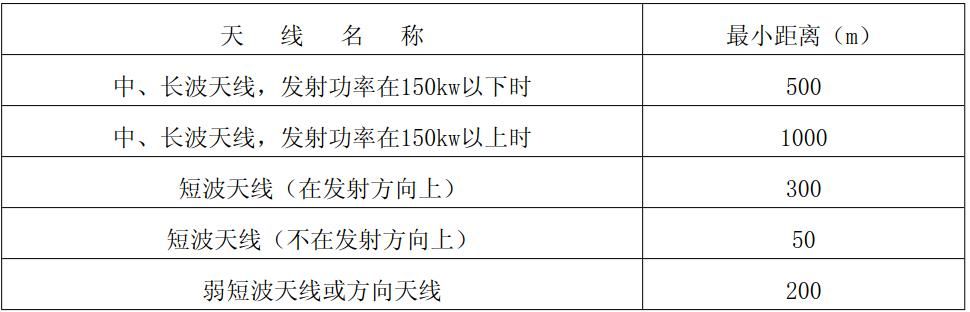 天 线 名 称 最小距离（m）
中、长波天线，发射功率在150kw以下时 500
中、长波天线，发射功率在150kw以上时 1000
短波天线（在发射方向上） 300
短波天线（不在发射方向上） 50
弱短波天线或方向天线 200